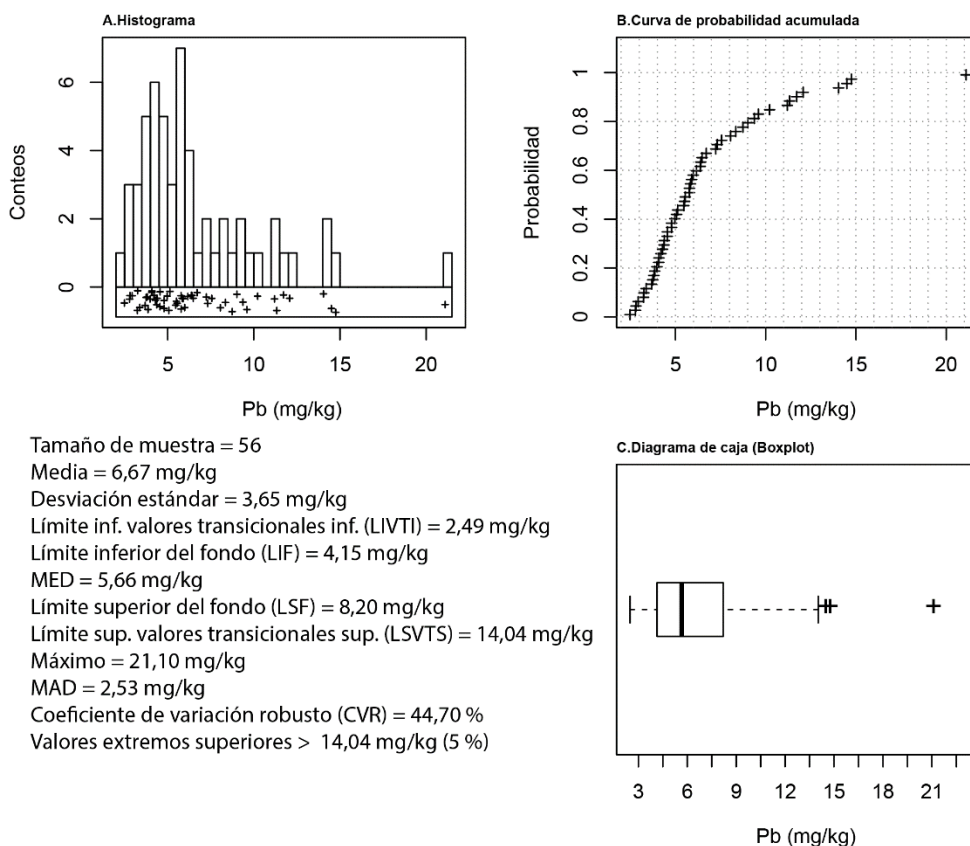 A.Histograma
Conteos
6
4
2
0
5
10
15
20
Pb (mg/kg)
B.Curva de probabilidad acumulada
Probabilidad
1
0.8
0.6
0.4
0.2
0
5
10
15
20
Pb (mg/kg)
Tamaño de muestra = 56
Media = 6,67 mg/kg
Desviación estándar = 3,65 mg/kg
Límite inf. valores transicionales inf. (LIVTI) = 2,49 mg/kg
Límite inferior del fondo (LIF) = 4,15 mg/kg
MED = 5,66 mg/kg
Límite superior del fondo (LSF) = 8,20 mg/kg
Límite sup. valores transicionales sup. (LSVTS) = 14,04 mg/kg
Máximo = 21,10 mg/kg
MAD = 2,53 mg/kg
Coeficiente de variación robusto (CVR) = 44,70 %
Valores extremos superiores > 14,04 mg/kg (5 %)
C.Diagrama de caja (Boxplot)
3
6
9
12
15
18
21
Pb (mg/kg)